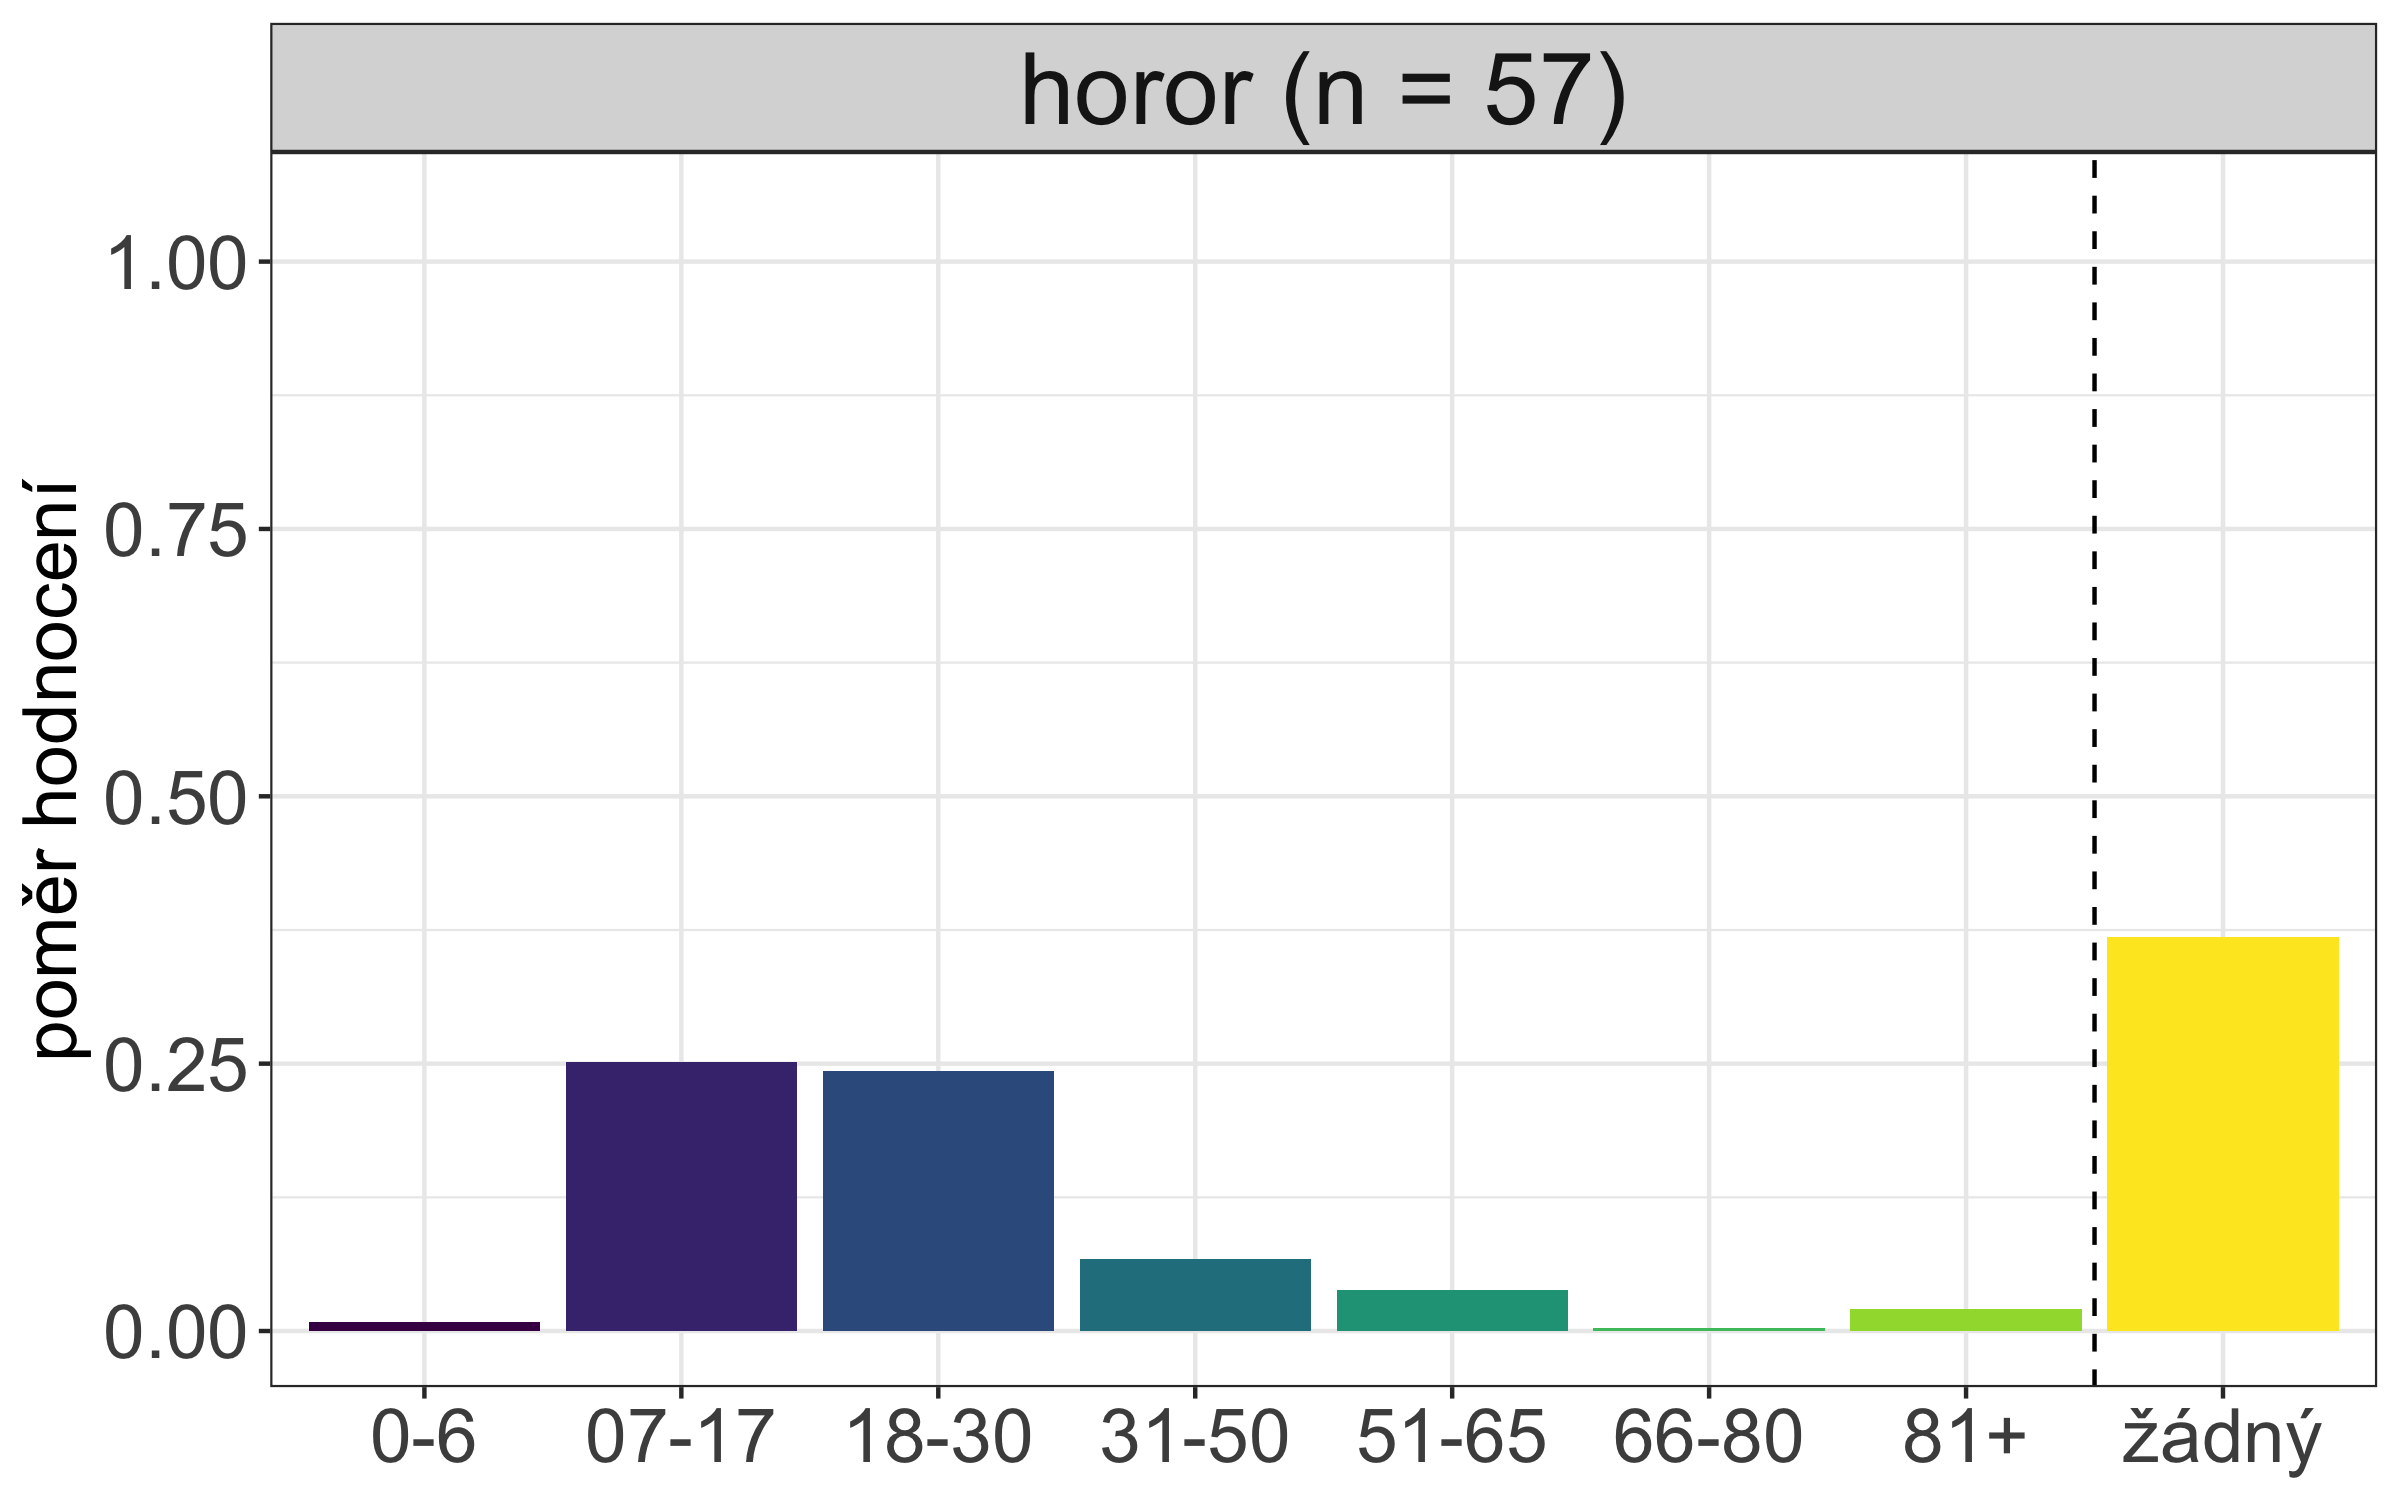 horor (n = 57)
poměr hodnocení
1.00
0.75
0.50
0.25
0.00
0-6 07-17 18-30 31-50 51-65 66-80 81+ žádný